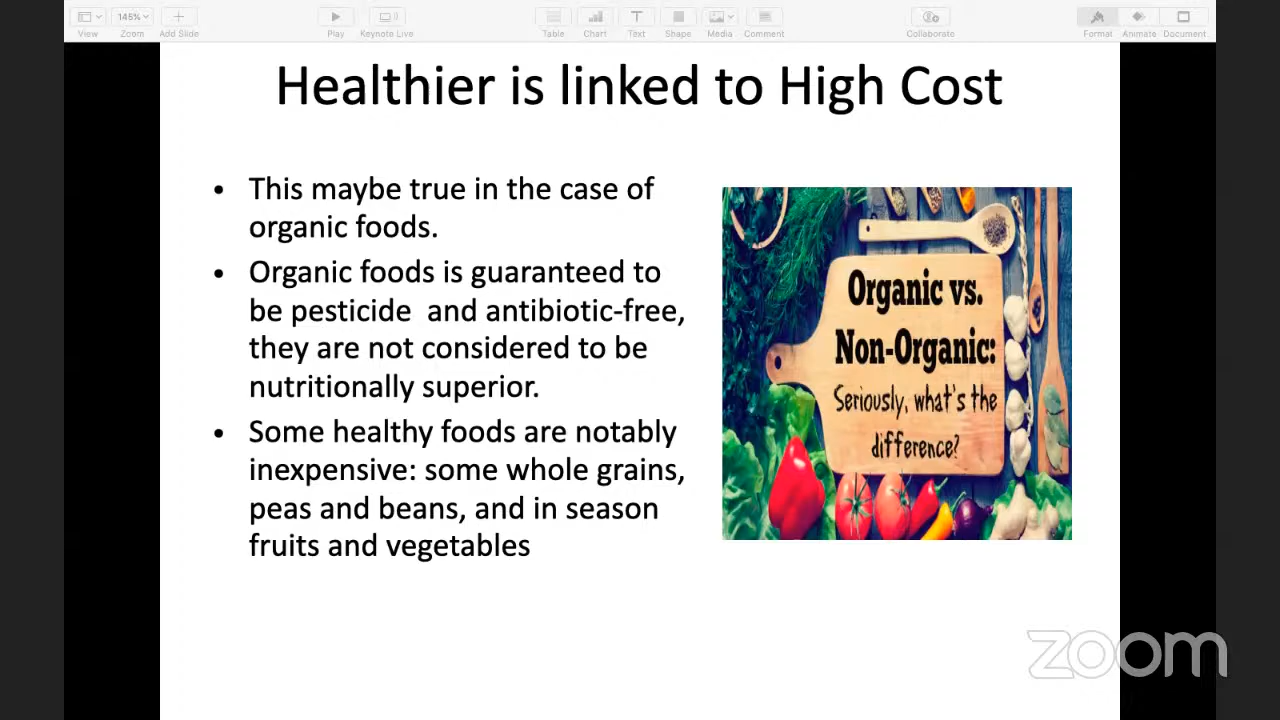 View
145%
Zoom
Add Slide
Play
Keynote Live
Table
Chart
Text
Shape
Media
Comment
Collaborate
Format
Animate
Document
Healthier is linked to High Cost
• This maybe true in the case of
organic foods.
• Organic foods is guaranteed to
be pesticide  and antibiotic-free,
they are not considered to be
nutritionally superior.
• Some healthy foods are notably
inexpensive: some whole grains,
peas and beans, and in season
fruits and vegetables
Organic vs.
Non-Organic:
Seriously, what's the
difference?
zoom